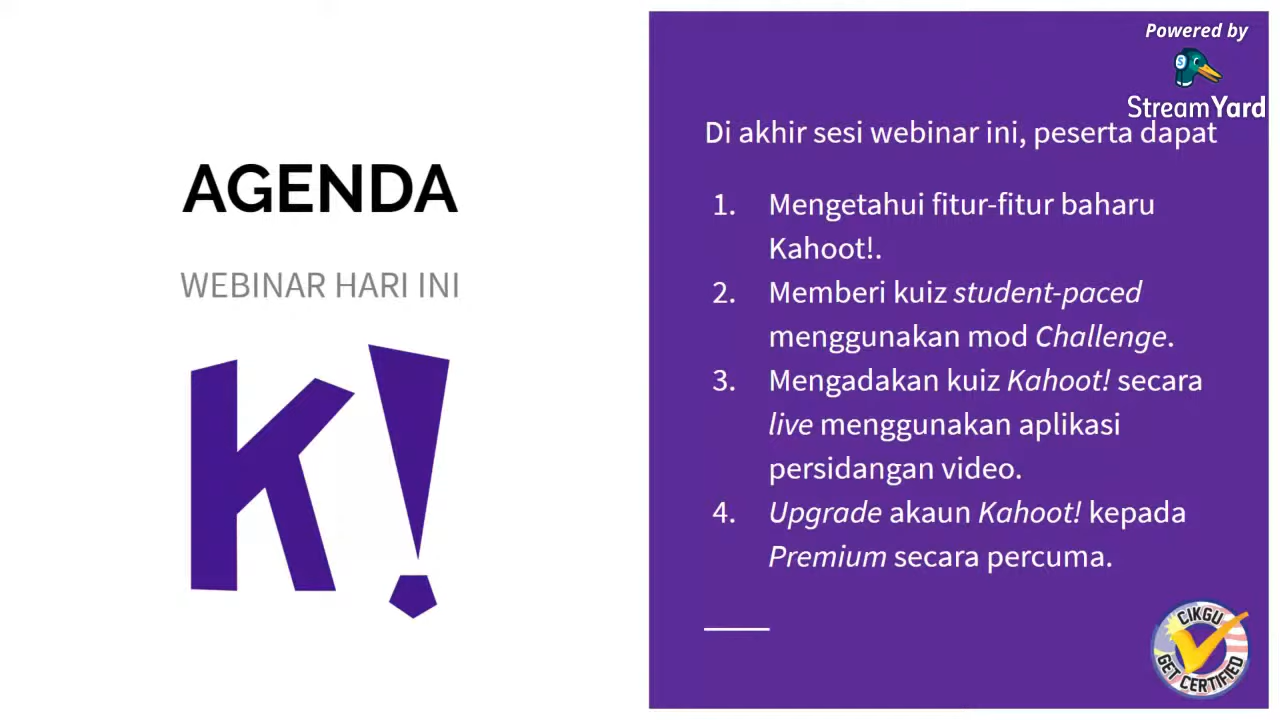 AGENDA
WEBINAR HARI INI
K!
Powered by
StreamYard
Di akhir sesi webinar ini, peserta dapat
1. Mengetahui fitur-fitur baharu
Kahoot!.
2. Memberi kuiz student-paced
menggunakan mod Challenge.
3. Mengadakan kuiz Kahoot! secara
live menggunakan aplikasi
persidangan video.
4. Upgrade akaun Kahoot! kepada
Premium secara percuma.
CIKGU
GET CERTIFIED